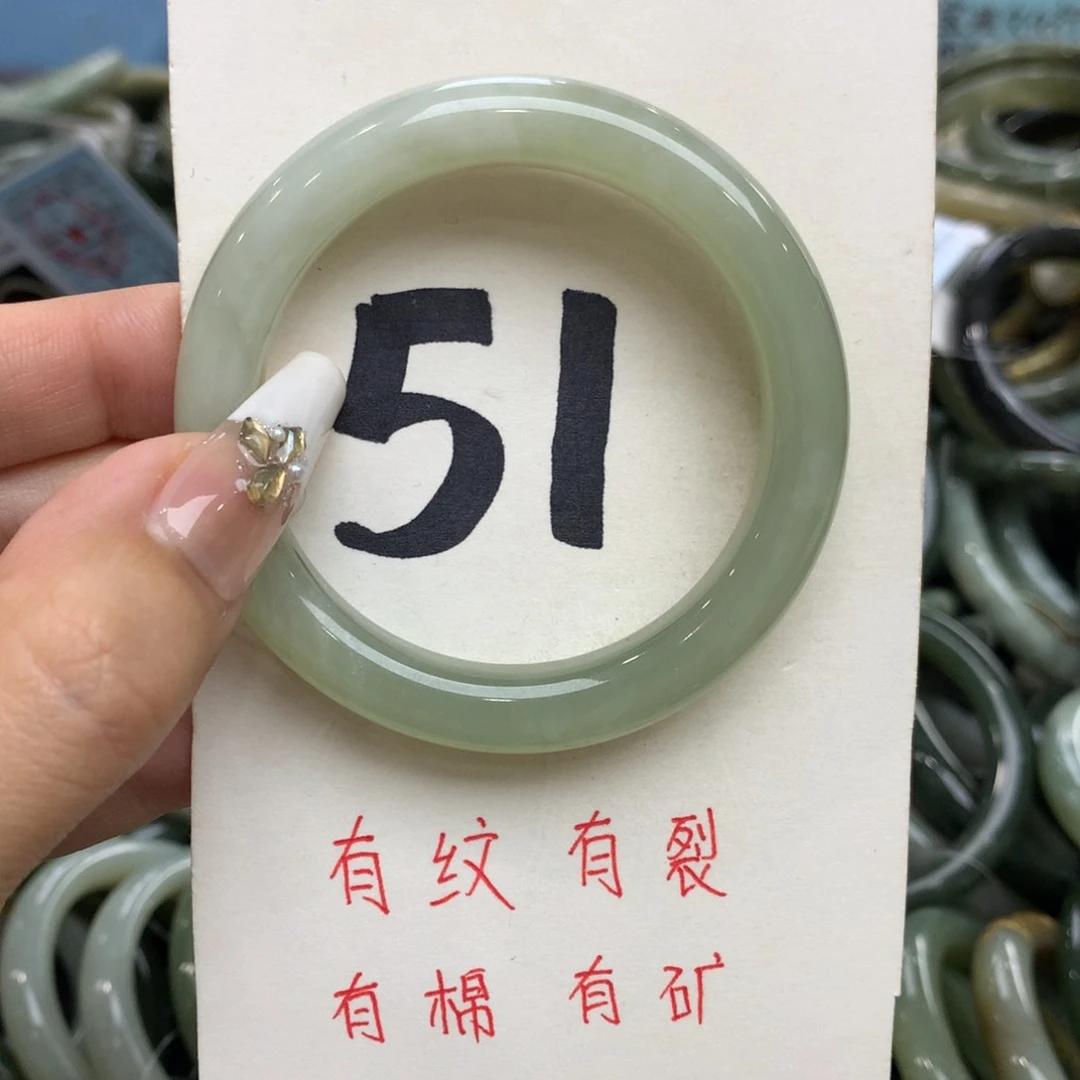 51
有纹 有裂
有棉 有矿